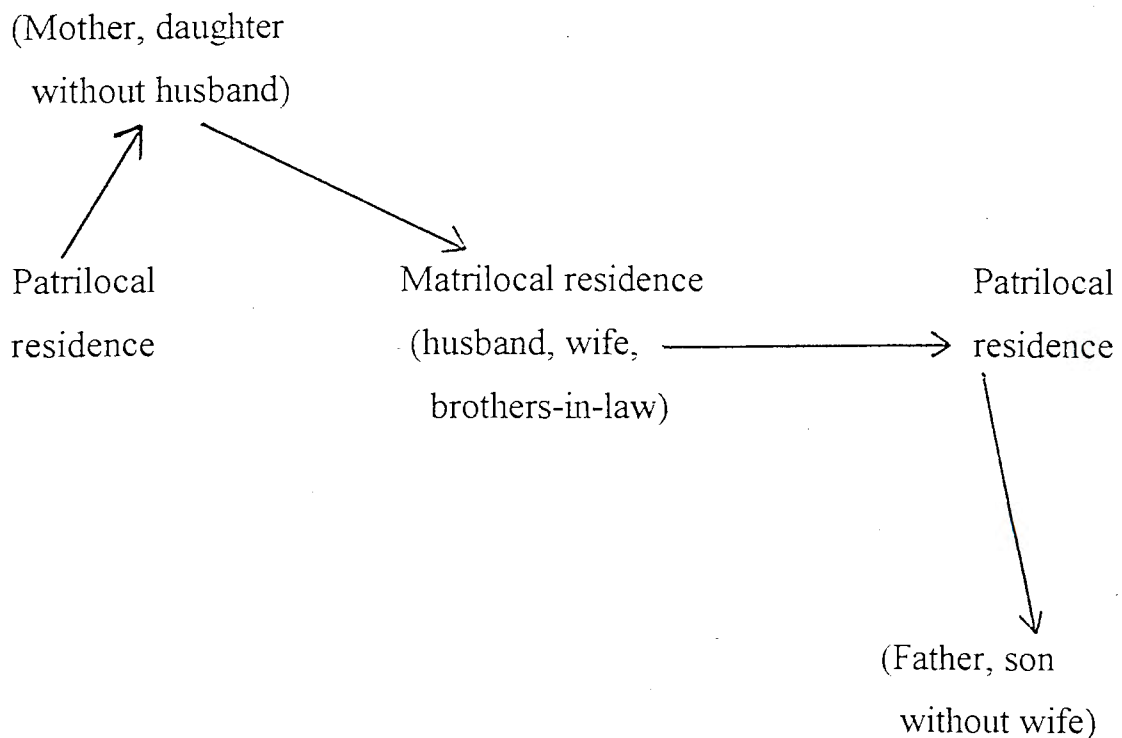 (Mother, daughter
without husband)
Patrilocal
residence
Matrilocal residence
(husband, wife,
brothers-in-law)
Patrilocal
residence
(Father, son
without wife)